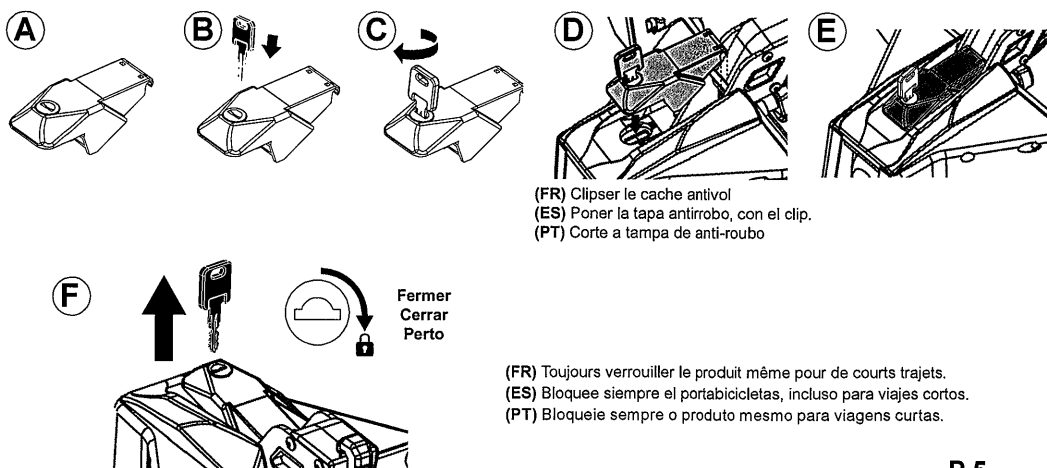 A
B
C
D
E
(FR) Clipser le cache antivol
(ES) Poner la tapa antirrobo, con el clip.
(PT) Corte a tampa de anti-roubo
F
Fermer
Cerrar
Perto
(FR) Toujours verrouiller le produit même pour de courts trajets.
(ES) Bloquee siempre el portabicicletas, incluso para viajes cortos.
(PT) Bloqueie sempre o produto mesmo para viagens curtas.